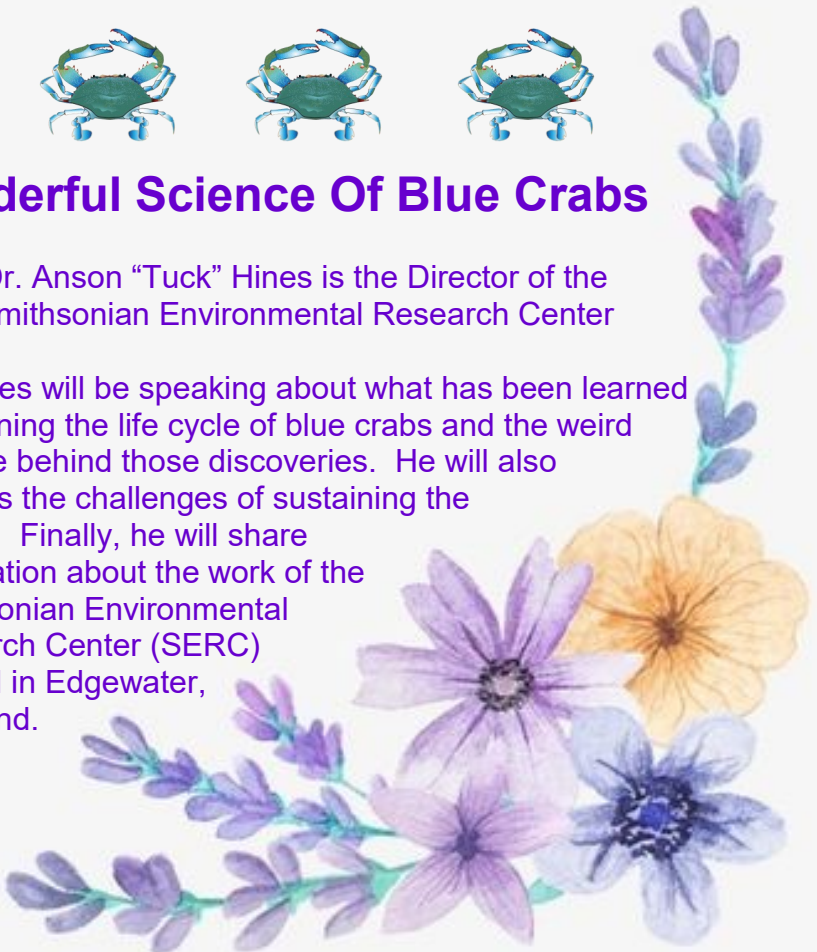 derful Science Of Blue Crabs
Dr. Anson “Tuck” Hines is the Director of the
mithsonian Environmental Research Center
es will be speaking about what has been learned
ning the life cycle of blue crabs and the weird
e behind those discoveries. He will also
s the challenges of sustaining the
Finally, he will share
ation about the work of the
onian Environmental
rch Center (SERC)
in Edgewater,
nd.